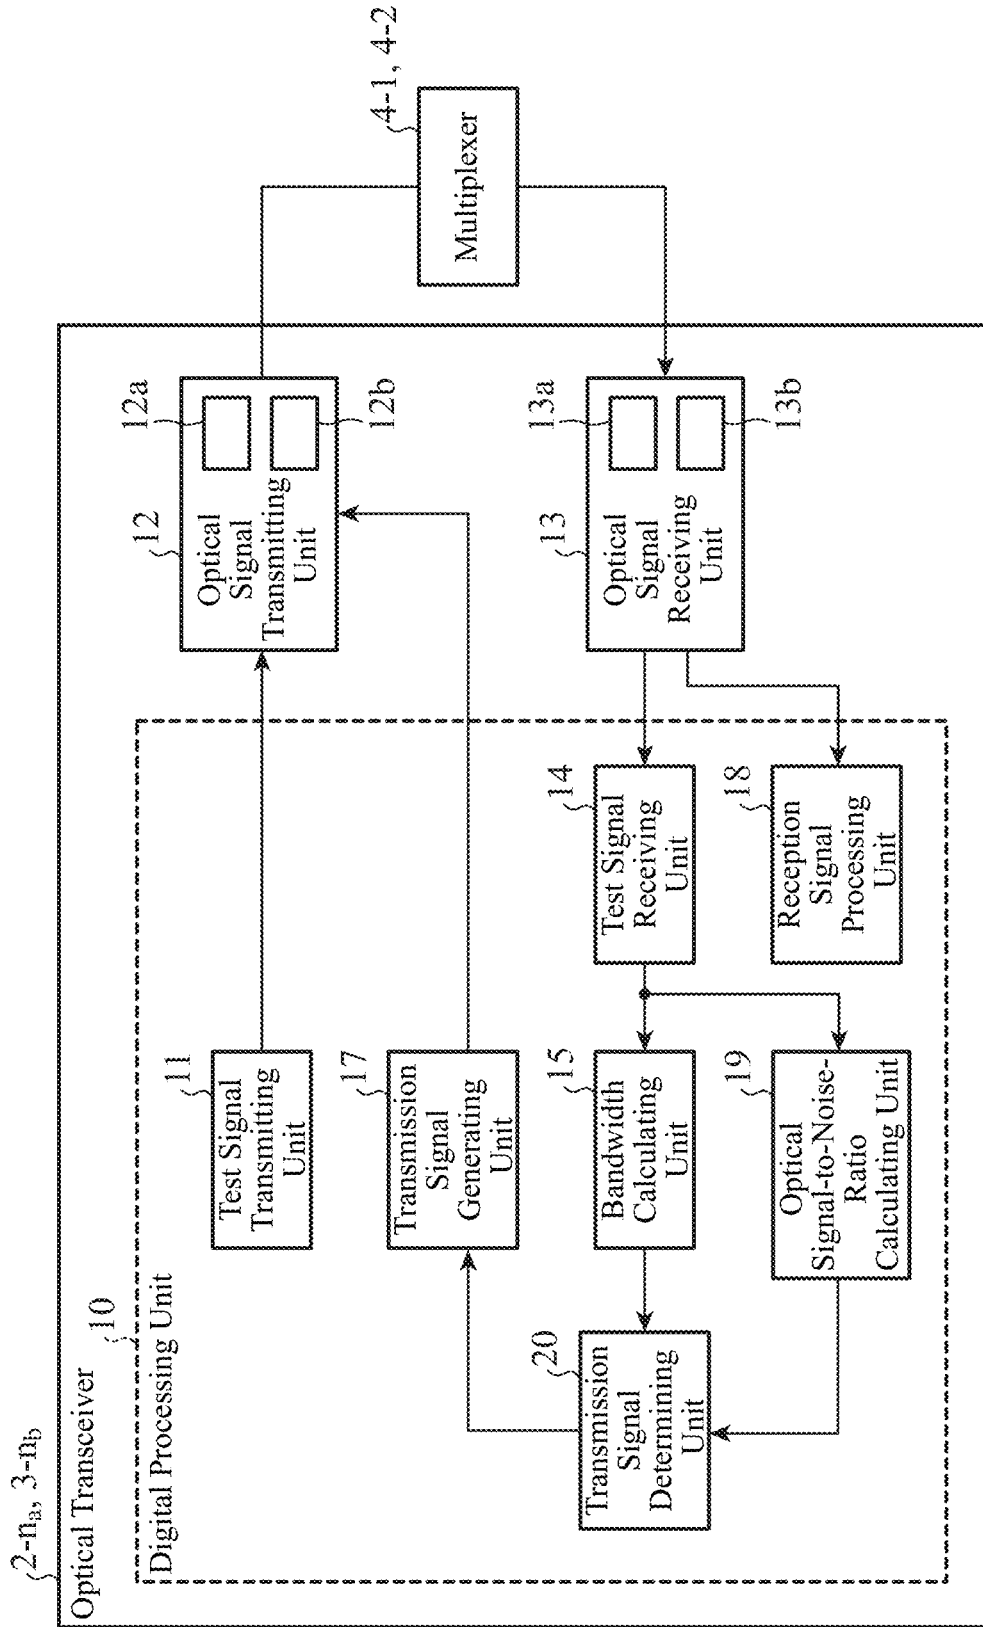 2-nₐ, 3-n_b
Optical Transceiver
10
Digital Processing Unit
11
Test Signal
Transmitting
Unit
12
Optical
Signal
Transmitting
Unit
12a
12b
4-1, 4-2
Multiplexer
17
Transmission
Signal
Generating
Unit
20
Transmission
Signal
Determining
Unit
15
Bandwidth
Calculating
Unit
14
Test Signal
Receiving
Unit
13
Optical
Signal
Receiving
Unit
13a
13b
19
Optical
Signal-to-Noise-
Ratio
Calculating Unit
18
Reception
Signal
Processing
Unit